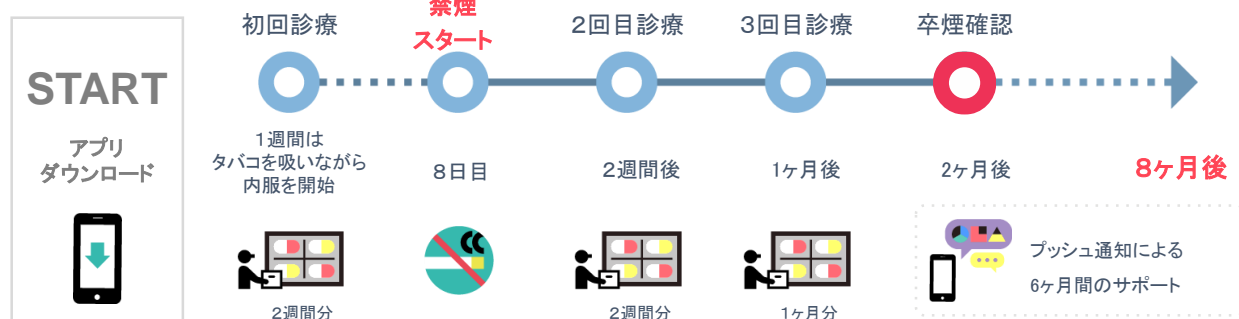 START
アプリ
ダウンロード
初回診療
1週間は
タバコを吸いながら
内服を開始
2週間分
禁煙
スタート
8日目
2回目診療
2週間後
2週間分
3回目診療
1ヶ月後
1ヶ月分
卒煙確認
2ヶ月後
8ヶ月後
プッシュ通知による
6ヶ月間のサポート